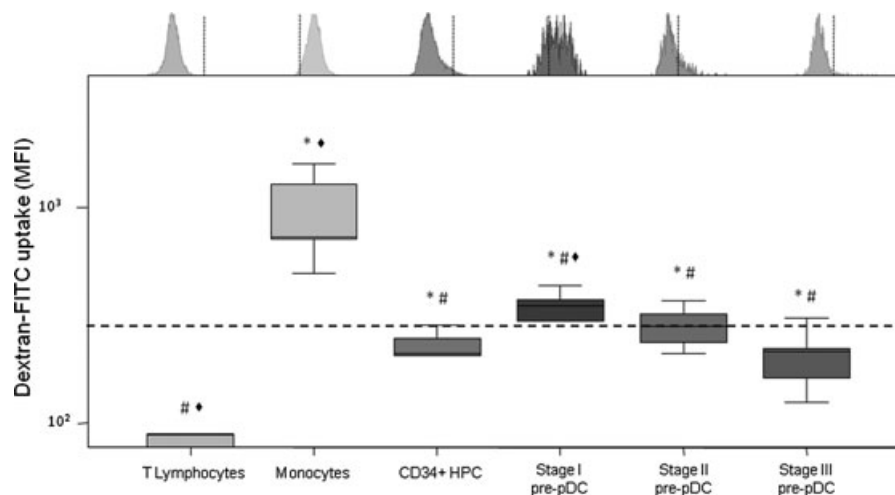 * ♦
10³
* # ♦
* #
* #
* #
Dextran-FITC uptake (MFI)
# ♦
10²
T Lymphocytes Monocytes CD34+ HPC Stage I pre-pDC Stage II pre-pDC Stage III pre-pDC